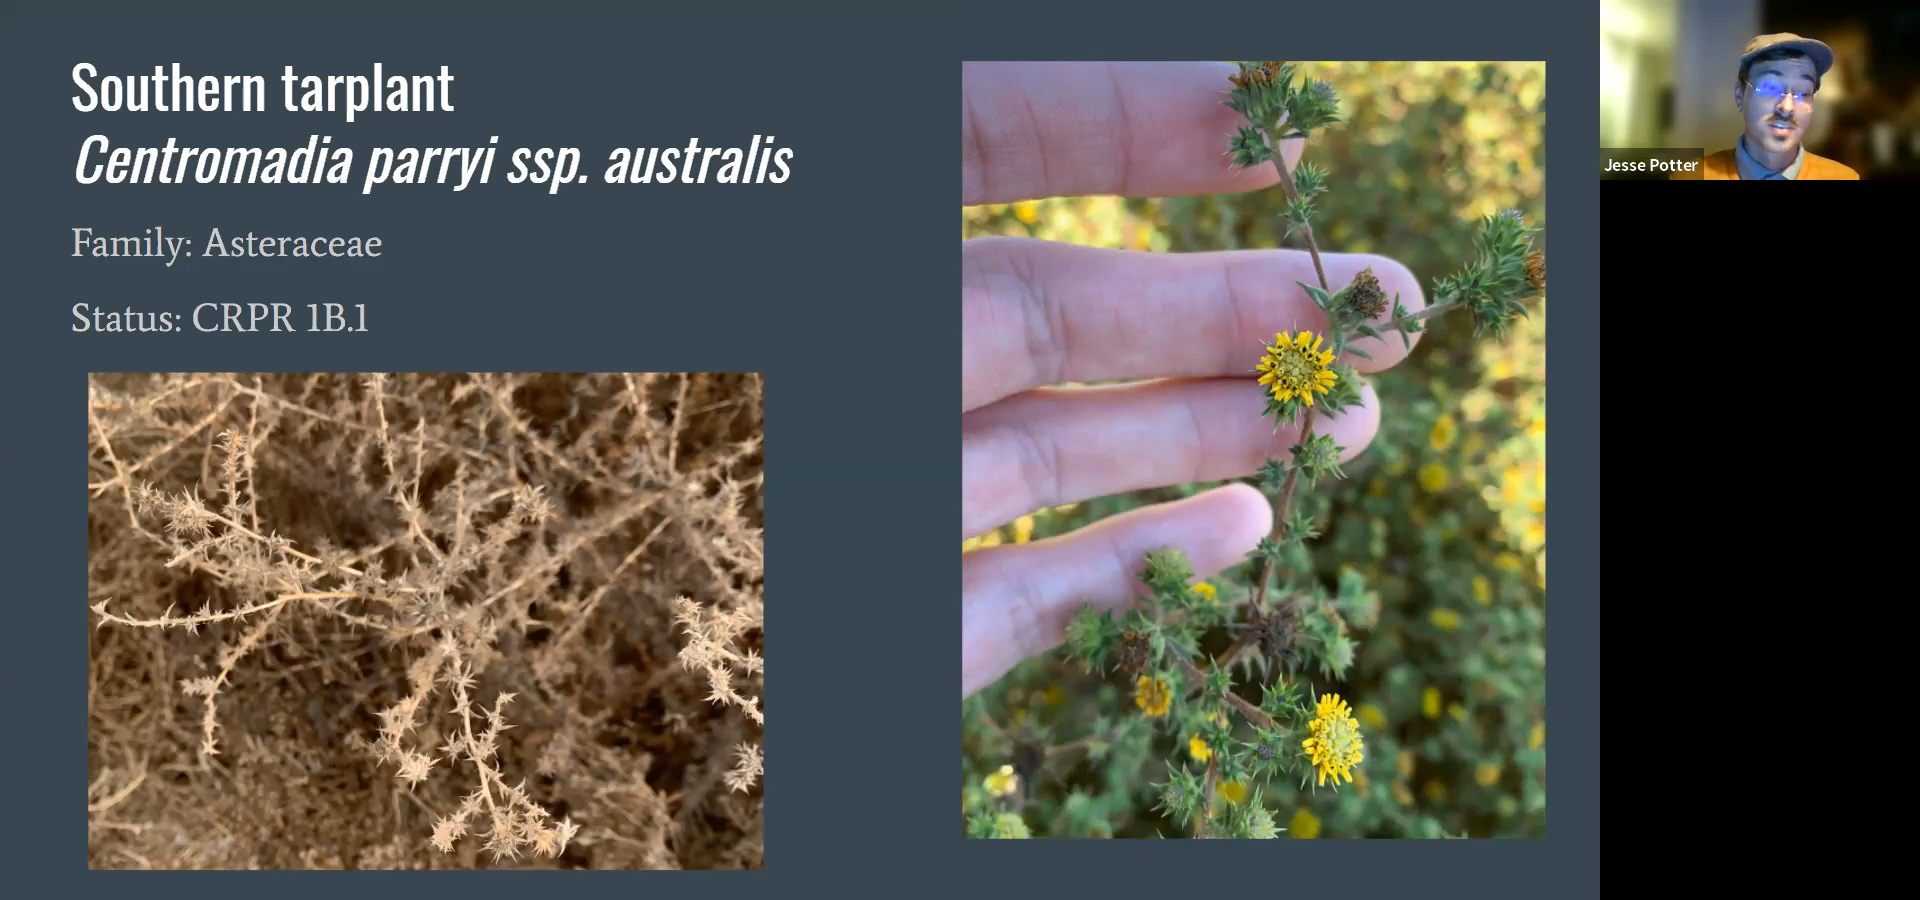 Southern tarplant
Centromadia parryi ssp. australis
Family: Asteraceae
Status: CRPR 1B.1
Jesse Potter